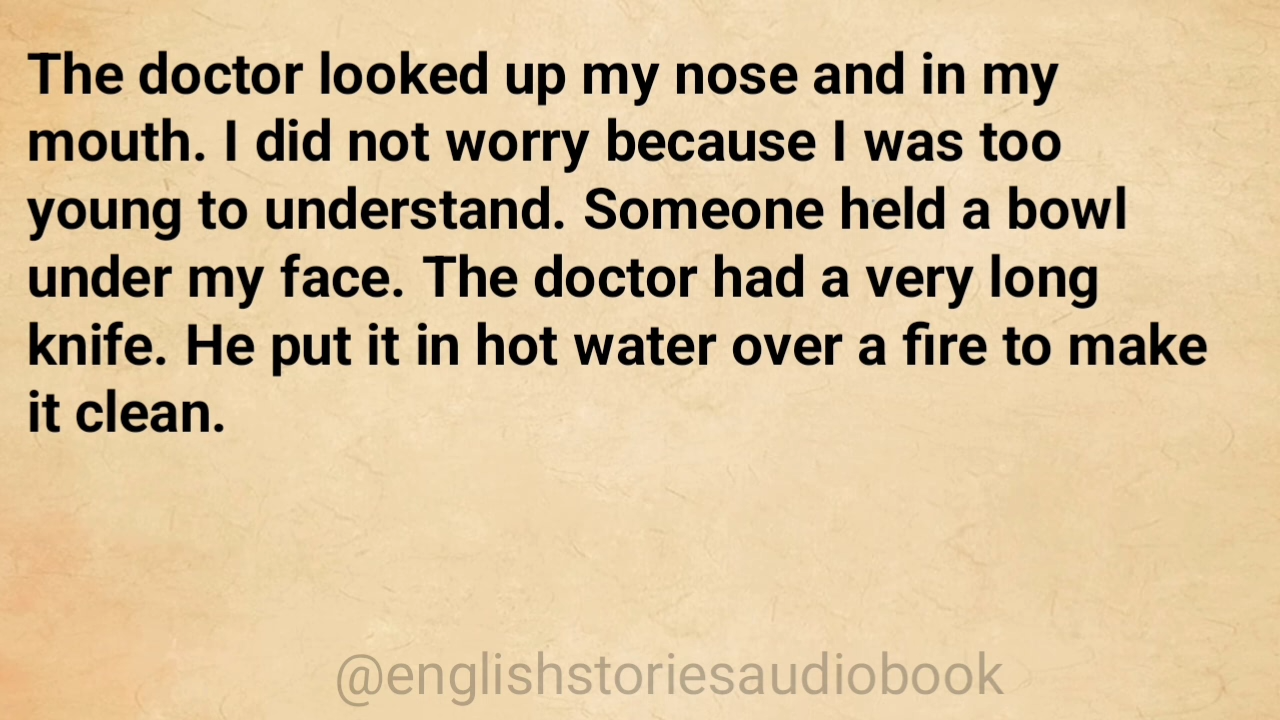 The doctor looked up my nose and in my
mouth. I did not worry because I was too
young to understand. Someone held a bowl
under my face. The doctor had a very long
knife. He put it in hot water over a fire to make
it clean.
@englishstoriesaudiobook